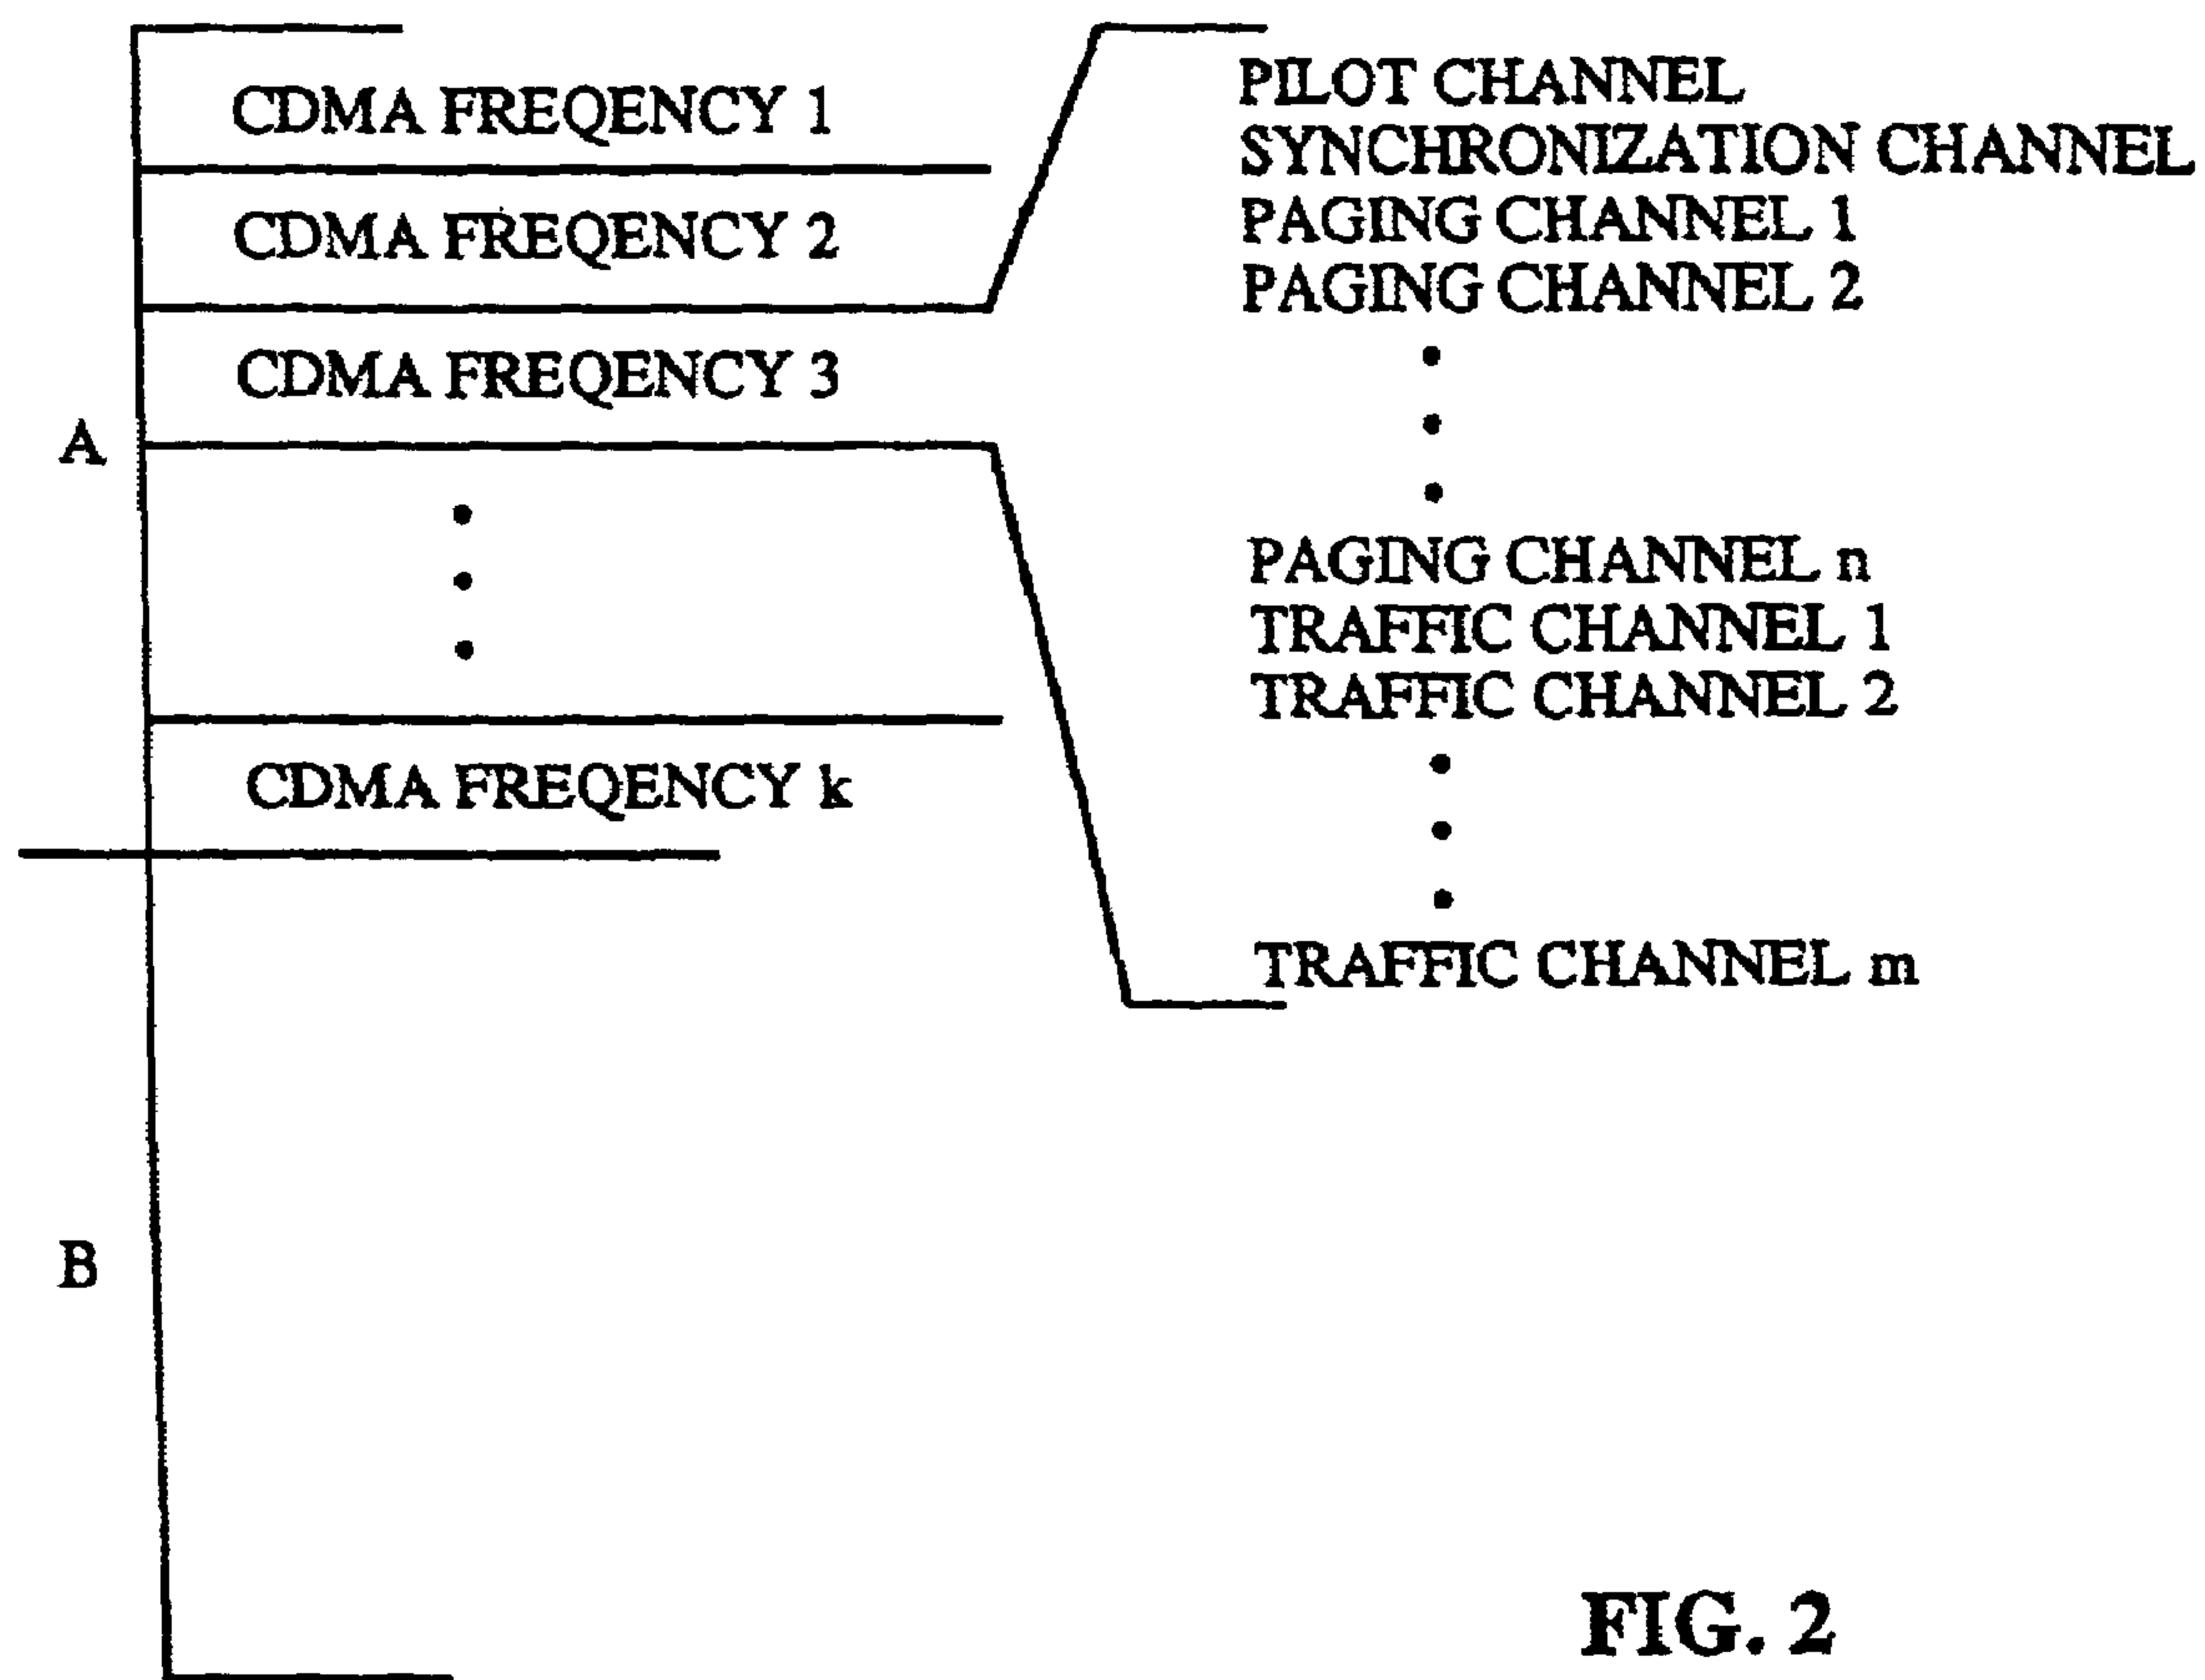 CDMA FREQENCY 1
CDMA FREQENCY 2
CDMA FREQENCY 3
A
CDMA FREQENCY k
B
PILOT CHANNEL
SYNCHRONIZATION CHANNEL
PAGING CHANNEL 1
PAGING CHANNEL 2
PAGING CHANNEL n
TRAFFIC CHANNEL 1
TRAFFIC CHANNEL 2
TRAFFIC CHANNEL m
FIG. 2